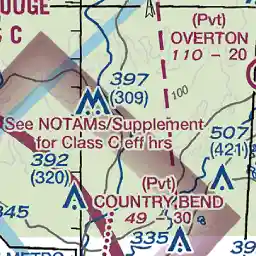 OUGE
S C
(Pvt)
OVERTON
110 - 20
397
(309)
100
See NOTAMs/Supplement
for Class C eff hrs
507
(421)
392
(320)
(Pvt)
COUNTRY BEND
49 - 30
345
335
METRO